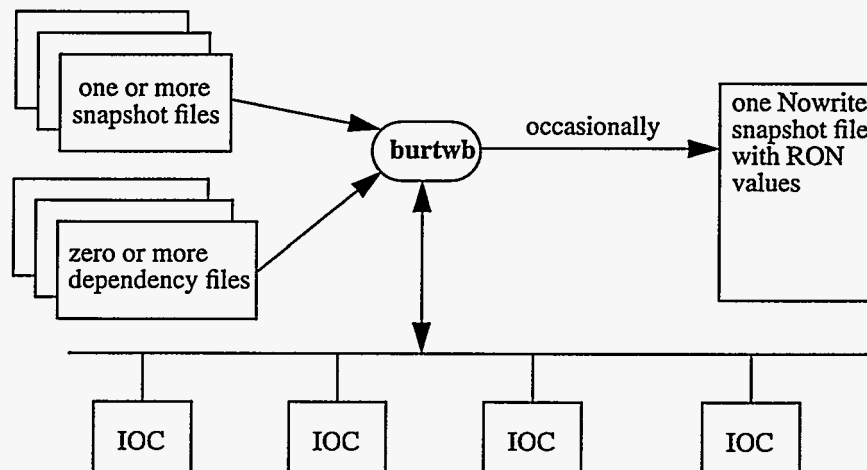 one or more
snapshot files
zero or more
dependency files
burtwb
occasionally
one Nowrite
snapshot file
with RON
values
IOC
IOC
IOC
IOC